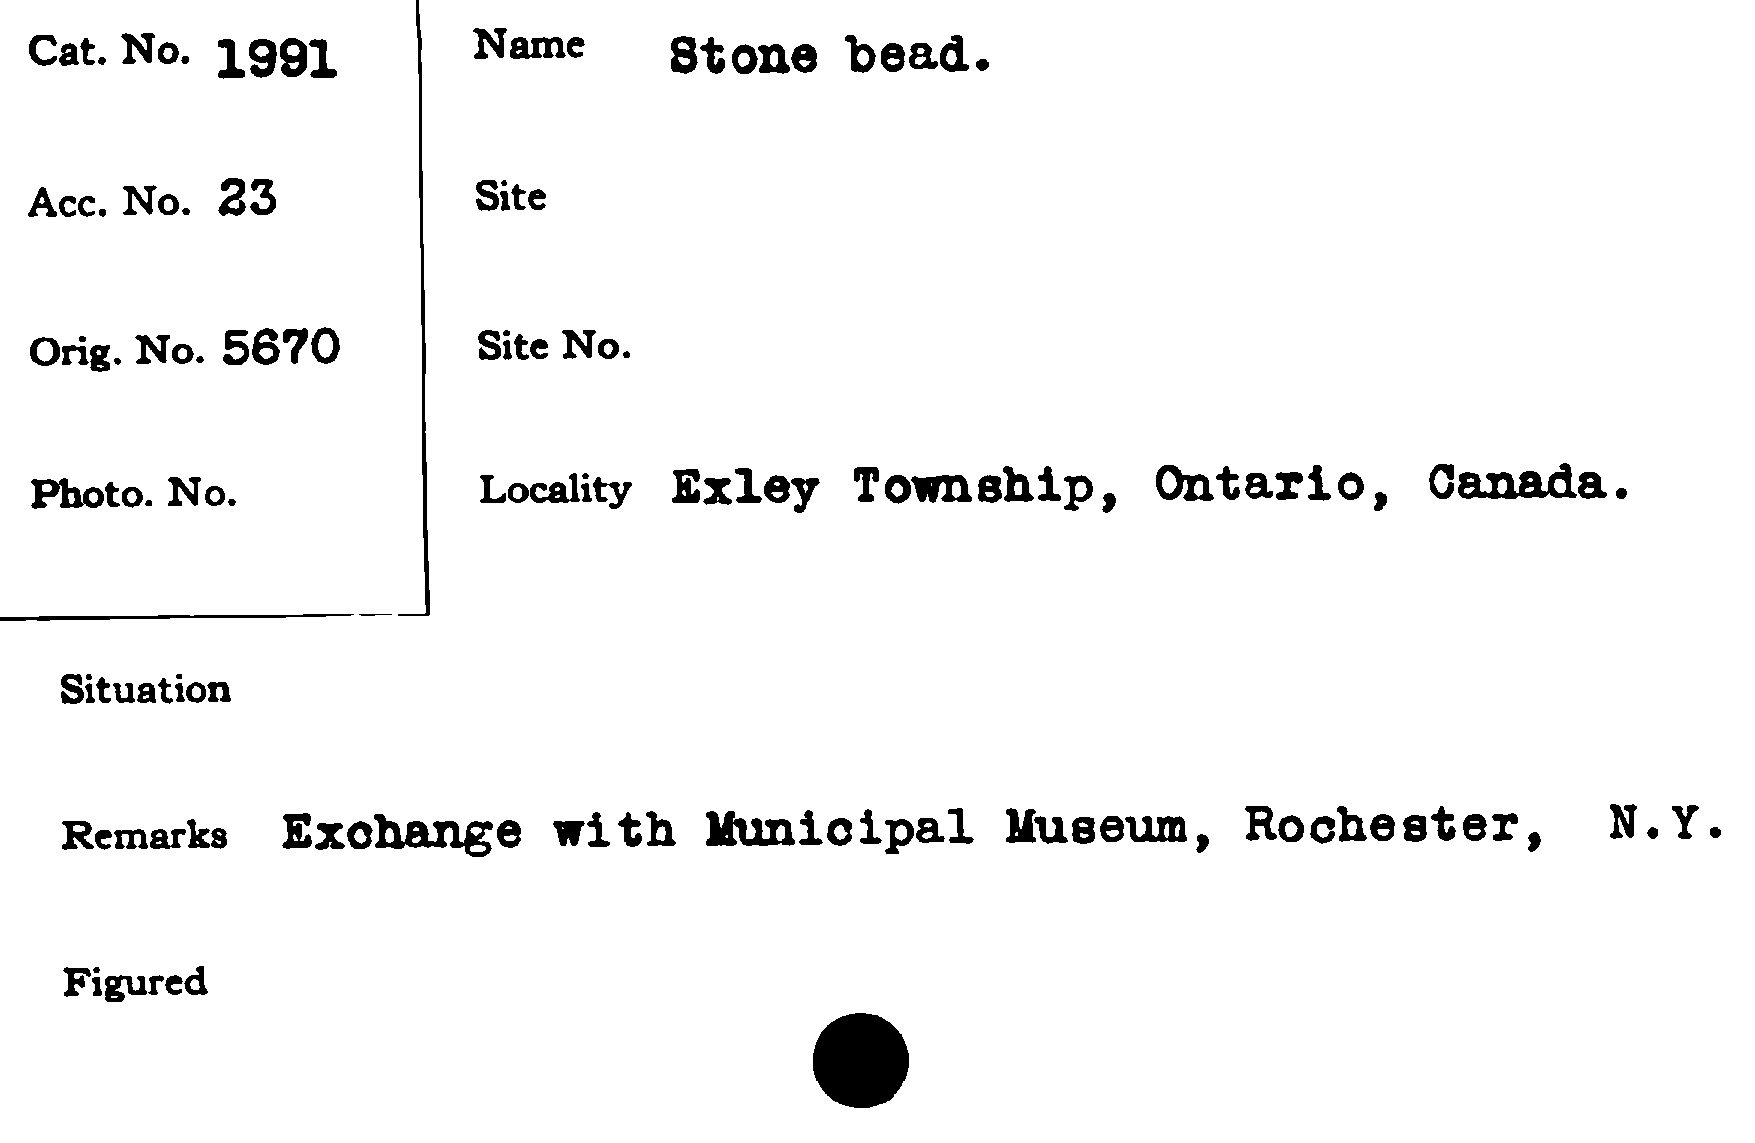 Cat. No. 1991
Acc. No. 23
Orig. No. 5670
Photo. No.
Name Stone bead.
Site
Site No.
Locality Exley Township, Ontario, Canada.
Situation
Remarks Exchange with Municipal Museum, Rochester, N.Y.
Figured